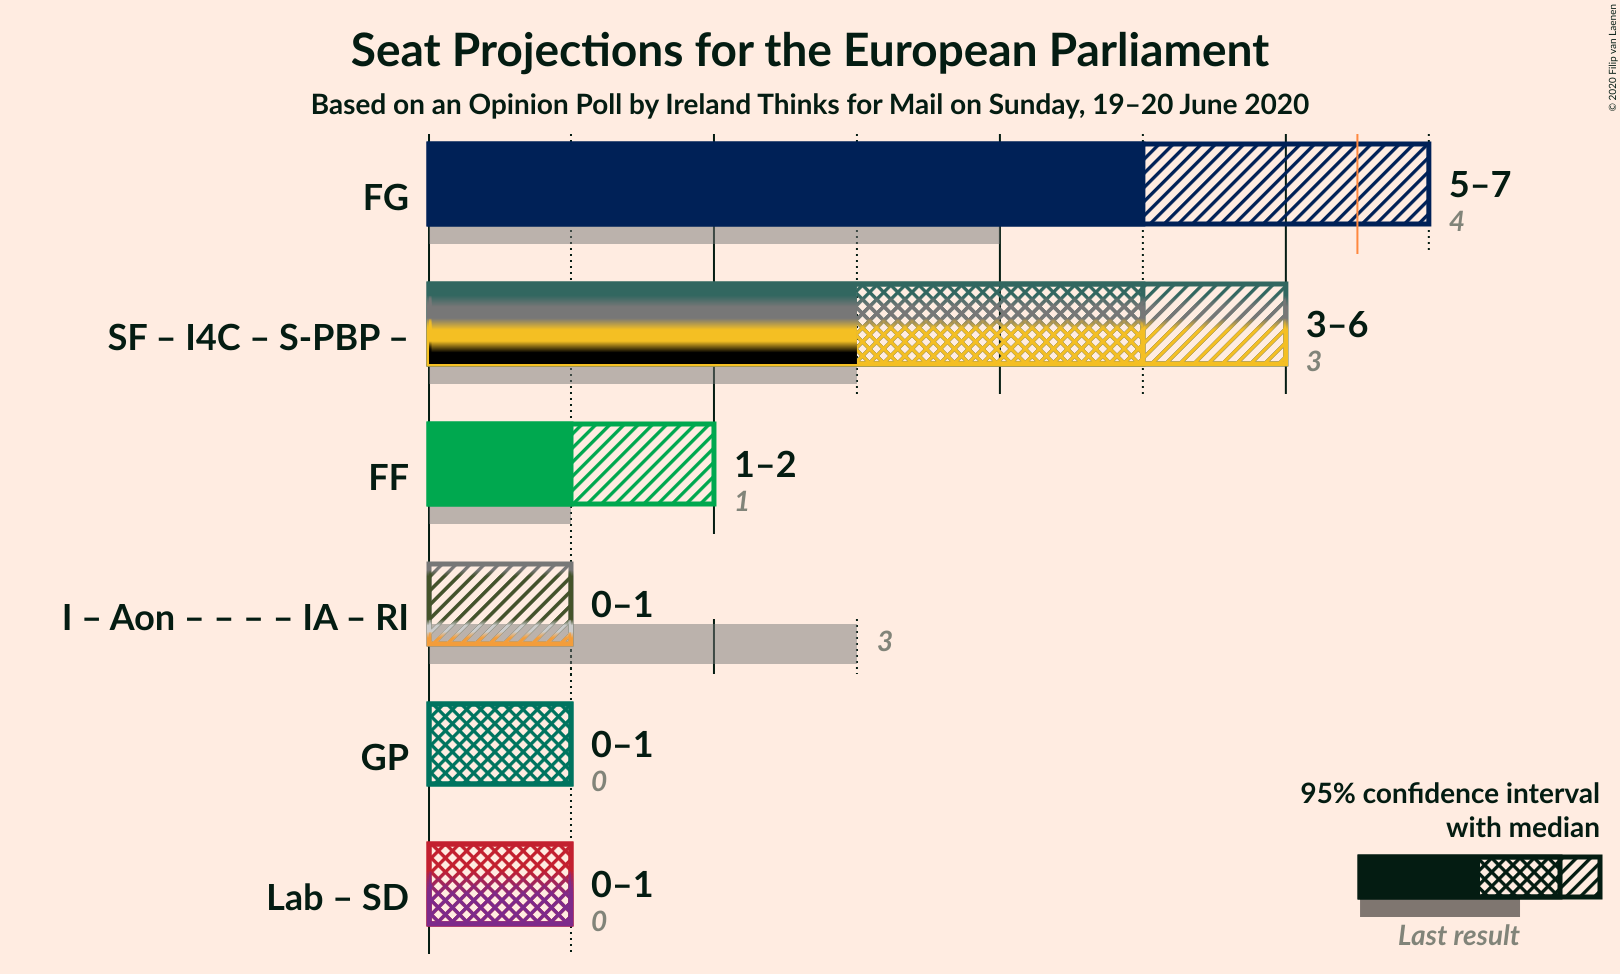 Seat Projections for the European Parliament
Based on an Opinion Poll by Ireland Thinks for Mail on Sunday, 19–20 June 2020
© 2020 Filip van Laenen
FG
5–7
4
SF – I4C – S-PBP –
3–6
3
FF
1–2
1
I – Aon – – – – IA – RI
0–1
3
GP
0–1
0
Lab – SD
0–1
0
95% confidence interval
with median
Last result